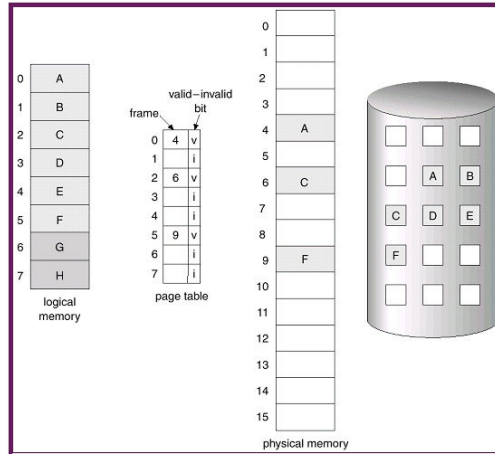 0 A
1 B
2 C
3 D
4 E
5 F
6 G
7 H
logical
memory
valid–invalid
bit
frame
0 4 v
1 i
2 6 v
3 i
4 i
5 9 v
6 i
7 i
page table
0
1
2
3
4 A
5
6 C
7
8
9 F
10
11
12
13
14
15
physical memory
A B
C D E
F